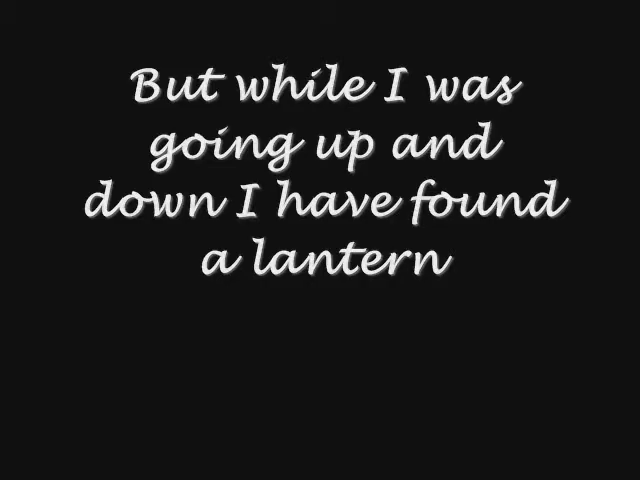 But while I was
going up and
down I have found
a lantern